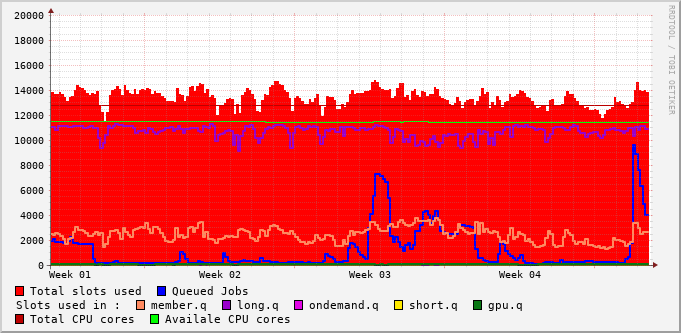 20000
18000
16000
14000
12000
10000
8000
6000
4000
2000
0
Week 01 Week 02 Week 03 Week 04
RRDTOOL / TOBI OETIKER
Total slots used Queued Jobs
Slots used in : member.q long.q ondemand.q short.q gpu.q
Total CPU cores Availale CPU cores